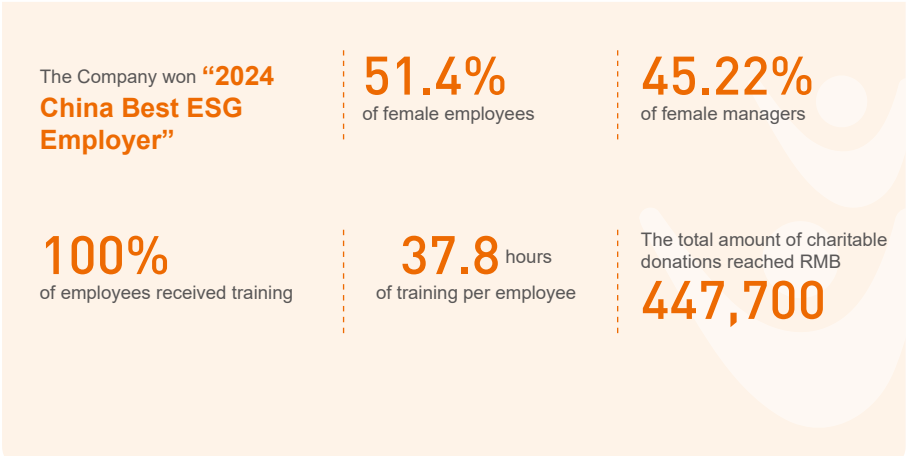 The Company won “2024
China Best ESG
Employer”
51.4%
of female employees
45.22%
of female managers
100%
of employees received training
37.8 hours
of training per employee
The total amount of charitable
donations reached RMB
447,700